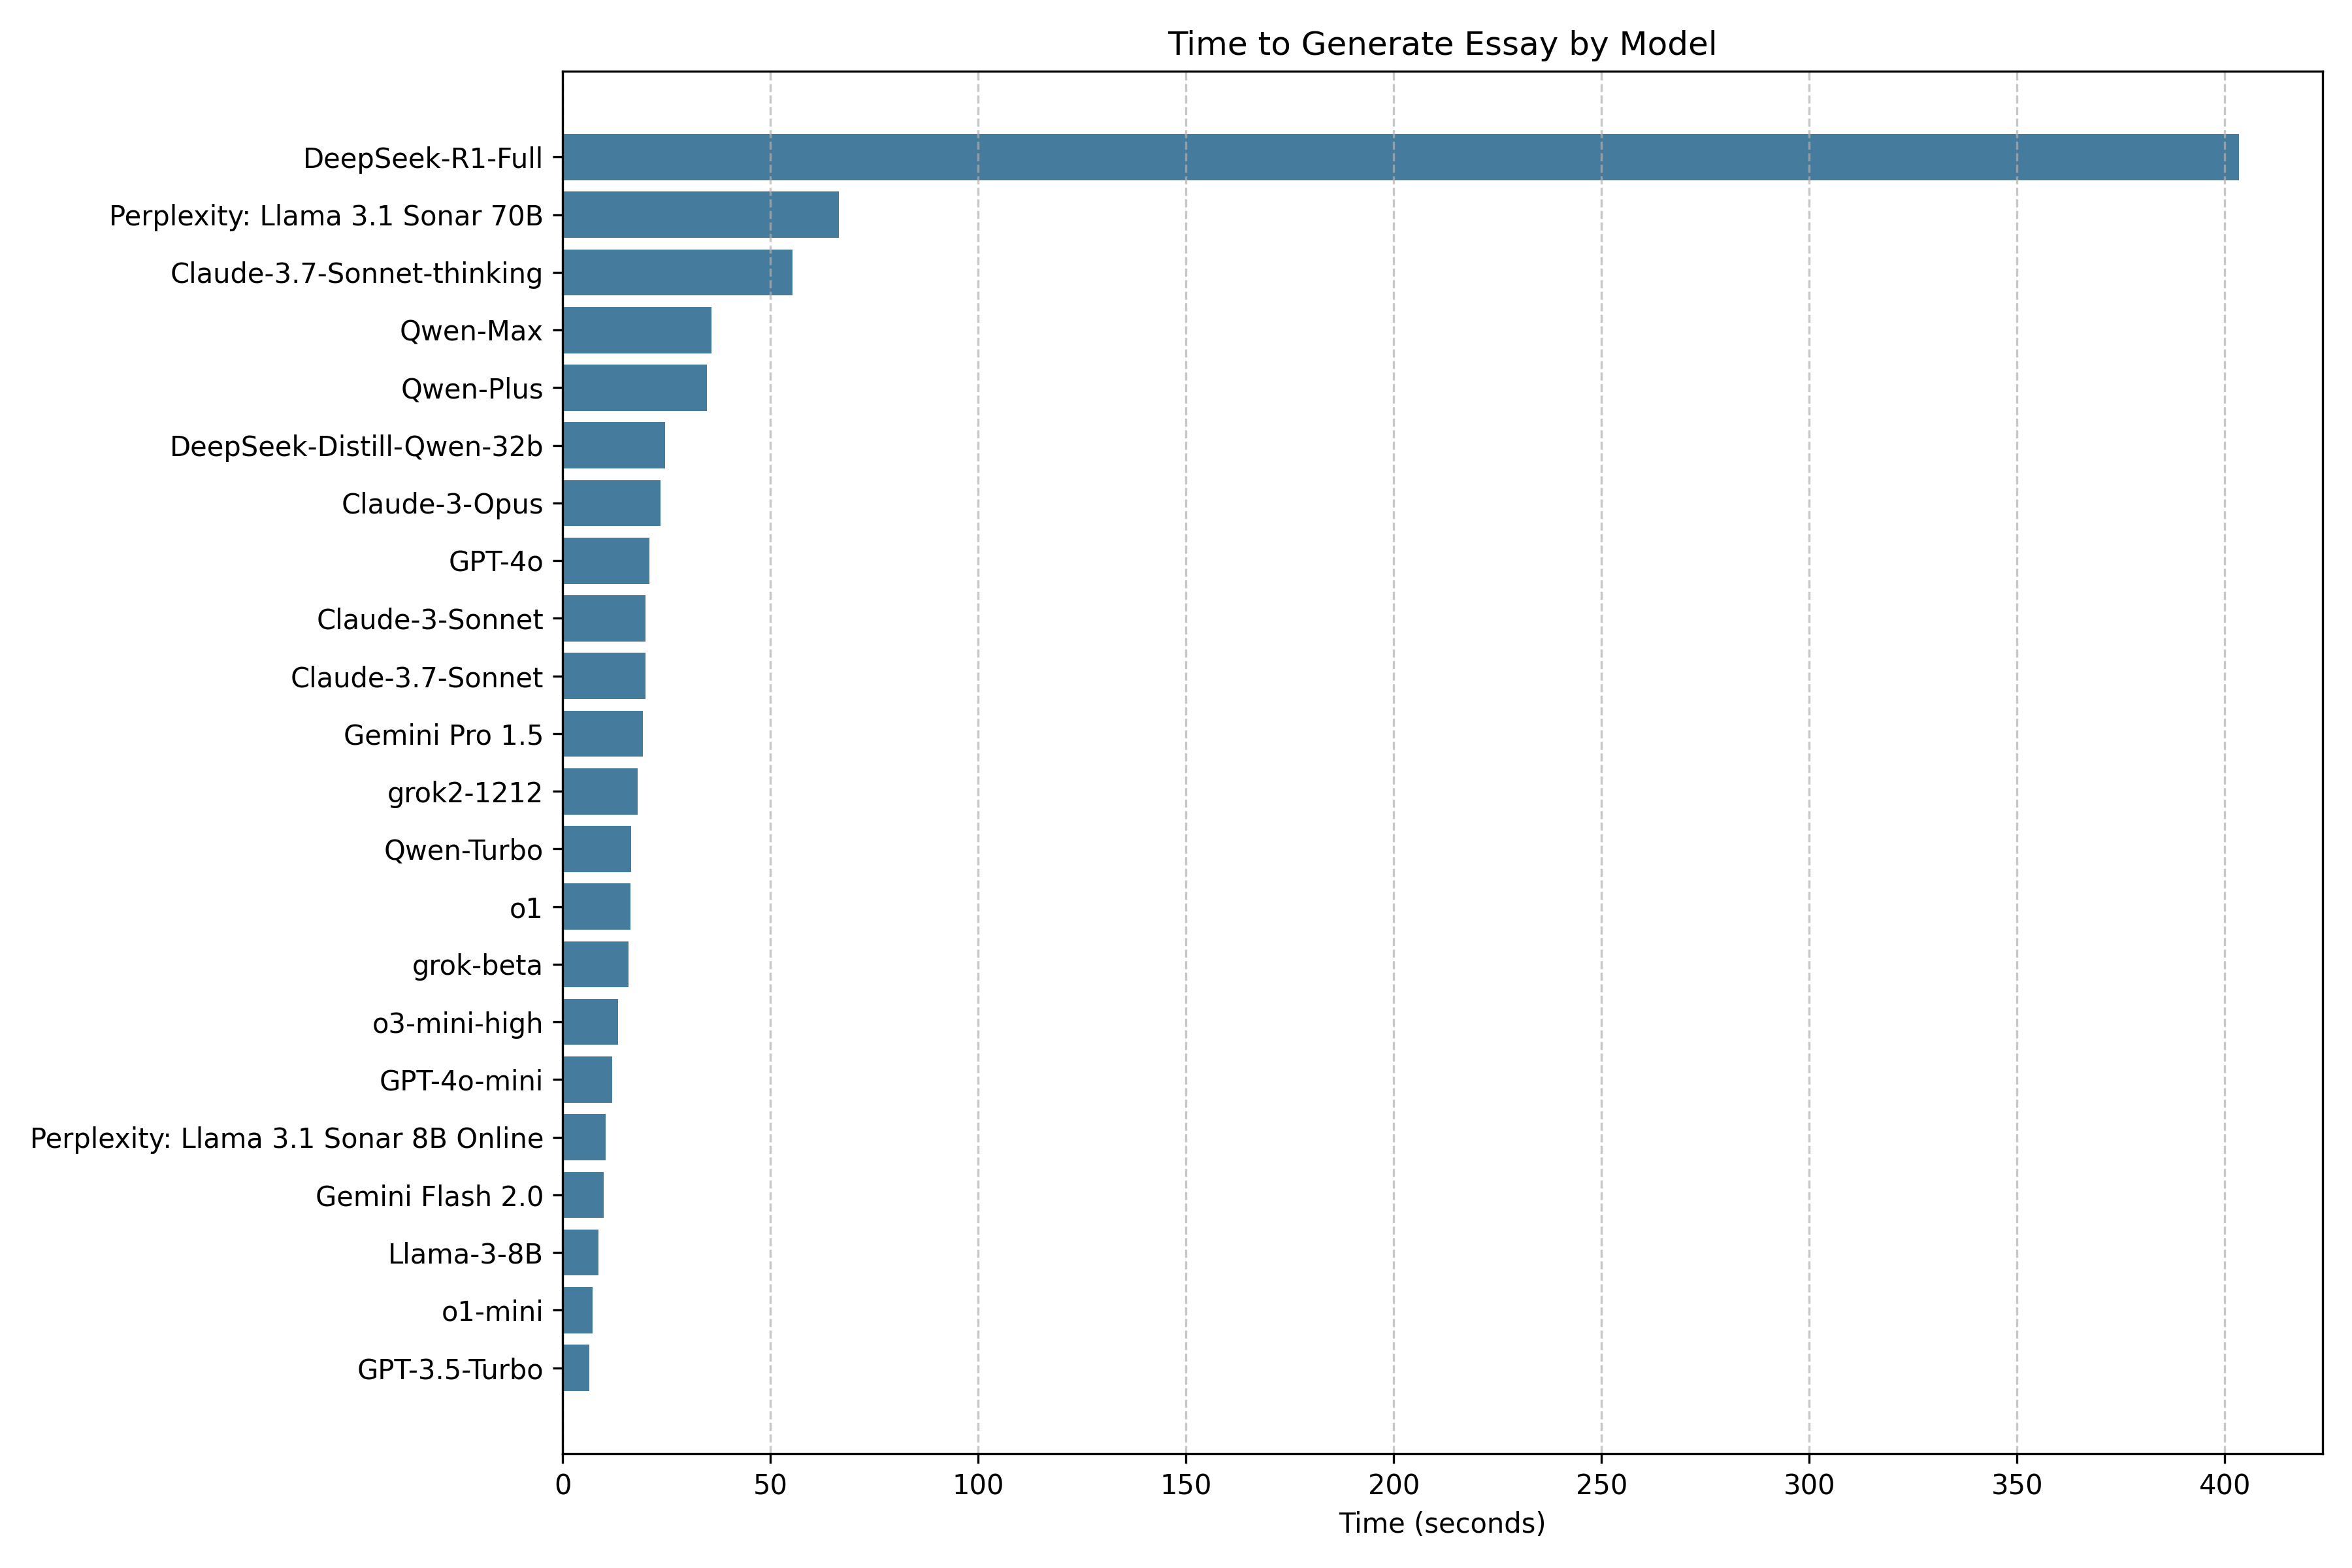 Time to Generate Essay by Model
DeepSeek-R1-Full
Perplexity: Llama 3.1 Sonar 70B
Claude-3.7-Sonnet-thinking
Qwen-Max
Qwen-Plus
DeepSeek-Distill-Qwen-32b
Claude-3-Opus
GPT-4o
Claude-3-Sonnet
Claude-3.7-Sonnet
Gemini Pro 1.5
grok2-1212
Qwen-Turbo
o1
grok-beta
o3-mini-high
GPT-4o-mini
Perplexity: Llama 3.1 Sonar 8B Online
Gemini Flash 2.0
Llama-3-8B
o1-mini
GPT-3.5-Turbo
0 50 100 150 200 250 300 350 400
Time (seconds)